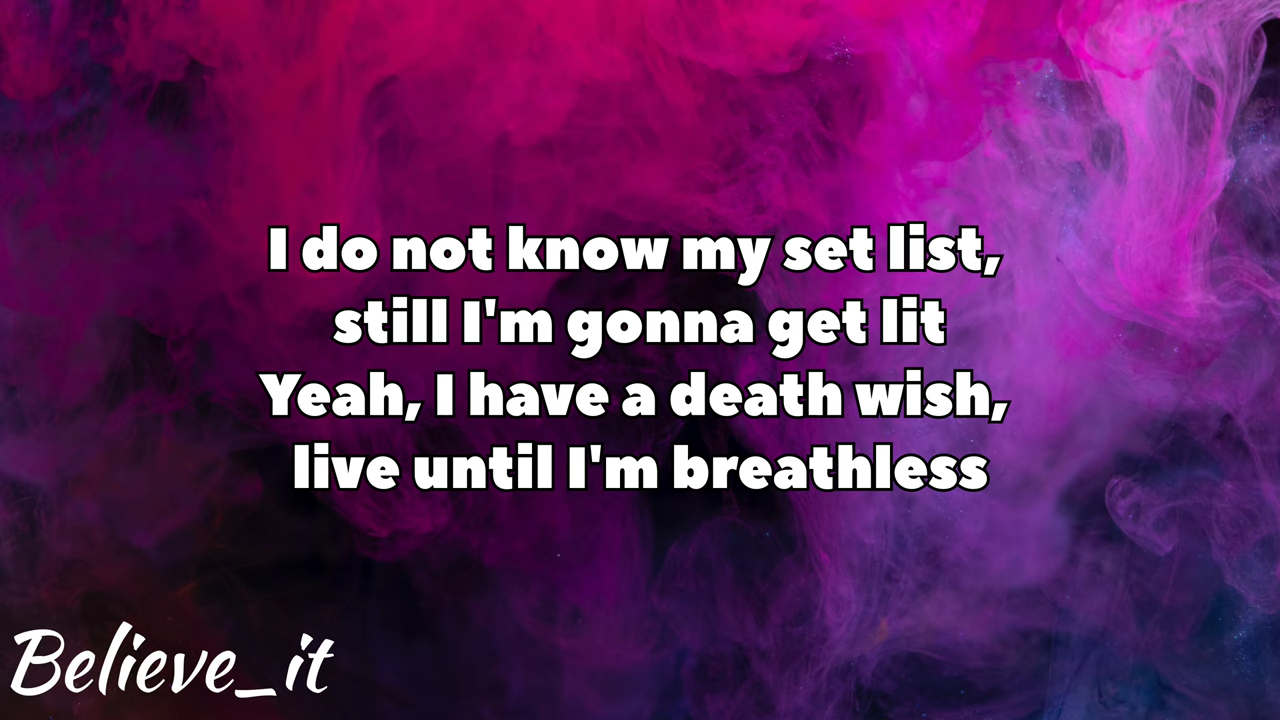 I do not know my set list,
still I'm gonna get lit
Yeah, I have a death wish,
live until I'm breathless
Believe_it